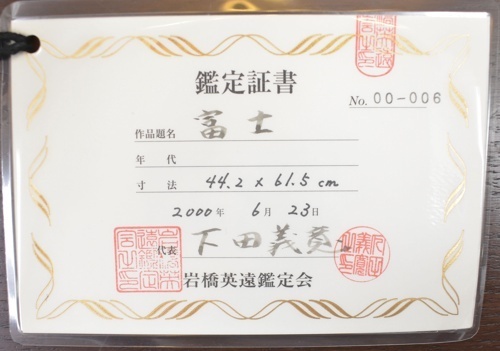 鑑定証書
No. 00-006
作品題名 富士
年代
寸法 44.2 x 61.5 cm
2000年 6月 23日
代表 下田義寛
岩橋英遠鑑定会